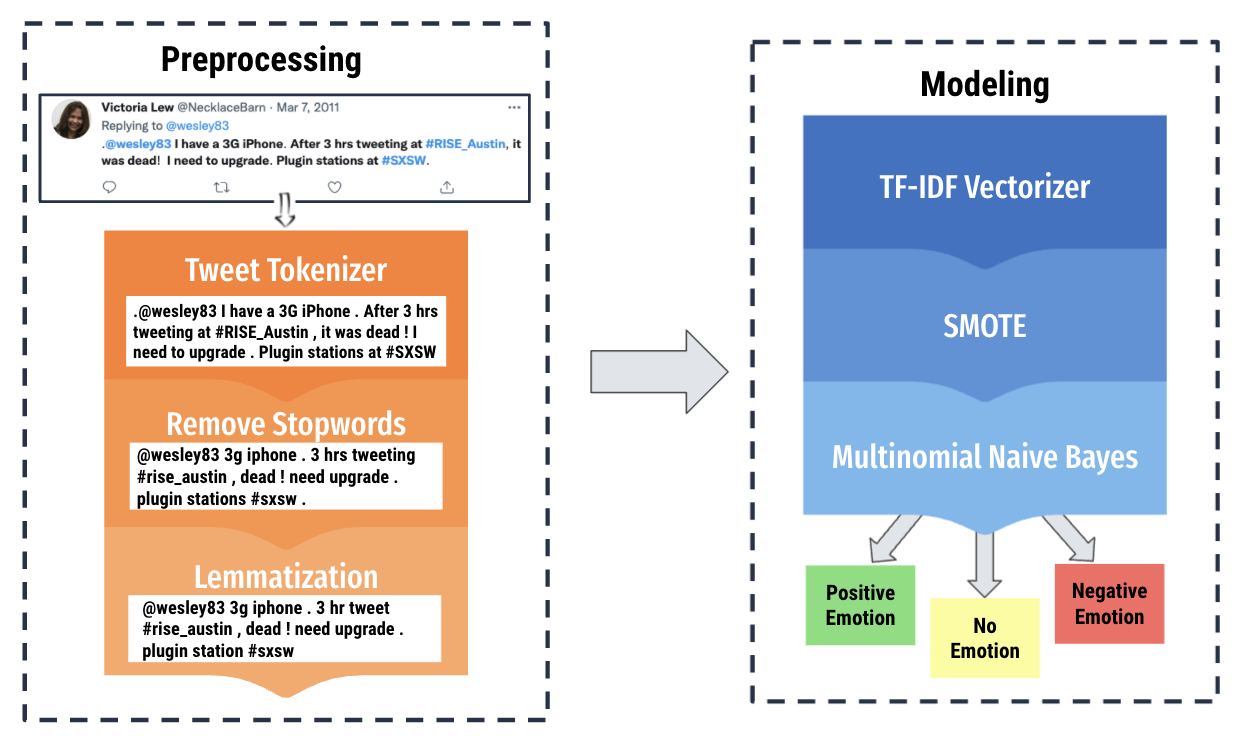 Preprocessing
Victoria Lew @NecklaceBarn · Mar 7, 2011
Replying to @wesley83
.@wesley83 I have a 3G iPhone. After 3 hrs tweeting at #RISE_Austin, it
was dead!  I need to upgrade. Plugin stations at #SXSW.
Tweet Tokenizer
.@wesley83 I have a 3G iPhone . After 3 hrs
tweeting at #RISE_Austin , it was dead ! I
need to upgrade . Plugin stations at #SXSW
Remove Stopwords
@wesley83 3g iphone . 3 hrs tweeting
#rise_austin , dead ! need upgrade .
plugin stations #sxsw .
Lemmatization
@wesley83 3g iphone . 3 hr tweet
#rise_austin , dead ! need upgrade .
plugin station #sxsw
Modeling
TF-IDF Vectorizer
SMOTE
Multinomial Naive Bayes
Positive
Emotion
No
Emotion
Negative
Emotion